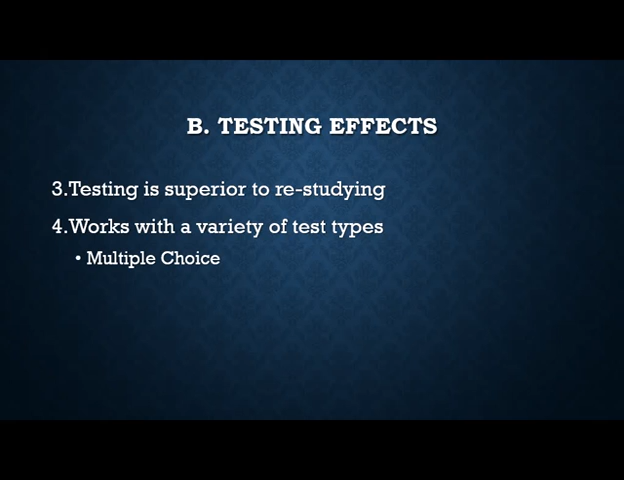 B. TESTING EFFECTS
3.Testing is superior to re-studying
4.Works with a variety of test types
• Multiple Choice